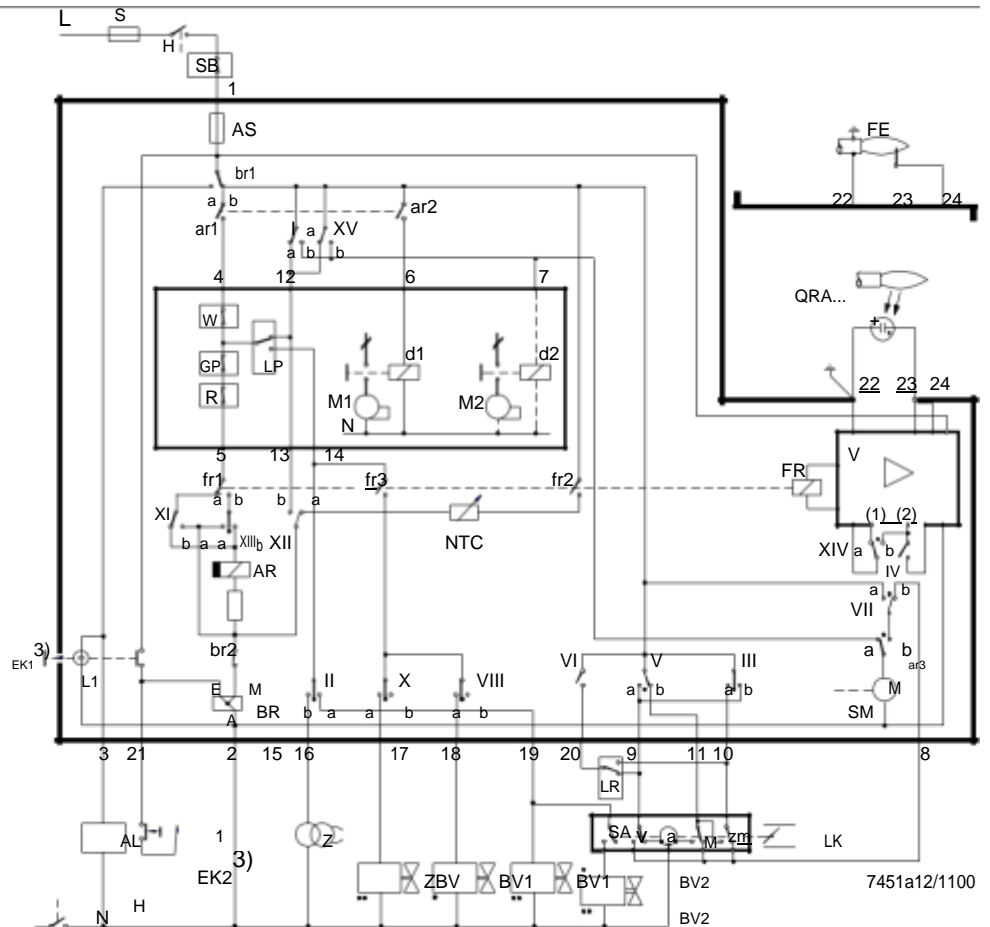 L S
H
SB
1
AS
FE
br1
22 23 24
a b
ar2
ar1
I a XV
a b b
4 12 6 7
QRA...
+
W
GP LP
d1 d2
R
M1 M2
N
22 23 24
5 13 14
V
fr1 fr3 fr2 FR
a b b a
XI
(1) (2)
b a a XIII b XII NTC XIV a b
IV
AR
a b
VII
3) br2 a b
EK1 ar3
L1
VI V III
E M II X VIII M
A BR b a a b a b a b a b SM
3 21 2 15 16 17 18 19 20 9 11 10 8
LR
AL 1 Z SA V a M zm LK
3)
EK2 ZBV BV1 BV1 BV2 7451a12/1100
N H BV2